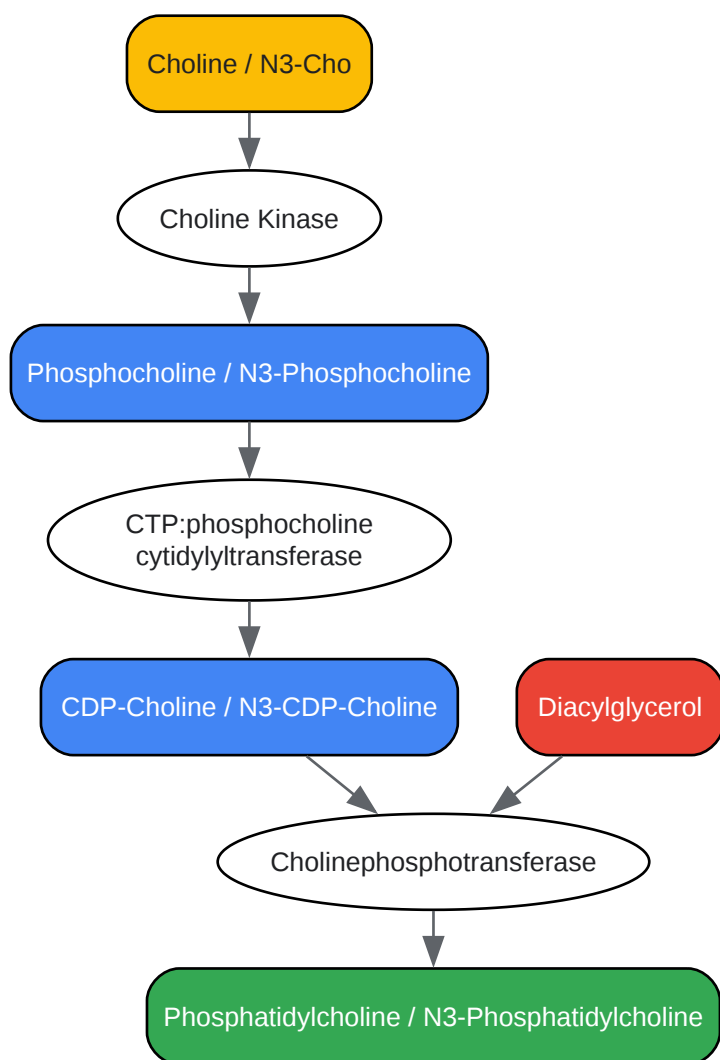 Choline / N3-Cho
Choline Kinase
Phosphocholine / N3-Phosphocholine
CTP:phosphocholine
cytidylyltransferase
CDP-Choline / N3-CDP-Choline
Diacylglycerol
Cholinephosphotransferase
Phosphatidylcholine / N3-Phosphatidylcholine